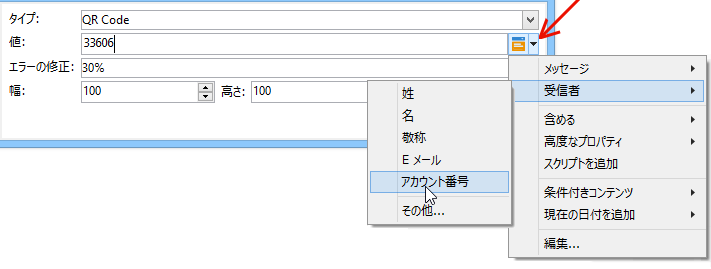 タイプ: QR Code
値: 33606
エラーの修正: 30%
幅: 100 高さ: 100
メッセージ
受信者
含める
高度なプロパティ
スクリプトを追加
条件付きコンテンツ
現在の日付を追加
編集...
姓
名
敬称
E メール
アカウント番号
その他...